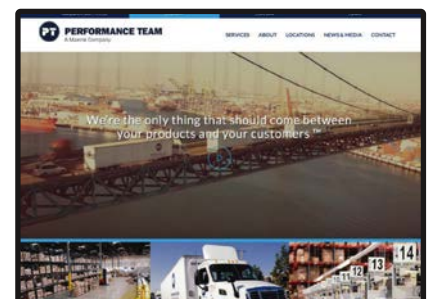 PT
PERFORMANCE TEAM
A Maersk Company
SERVICES ABOUT LOCATIONS NEWS & MEDIA CONTACT
We're the only thing that should come between
your products and your customers ™
11 12 13 14